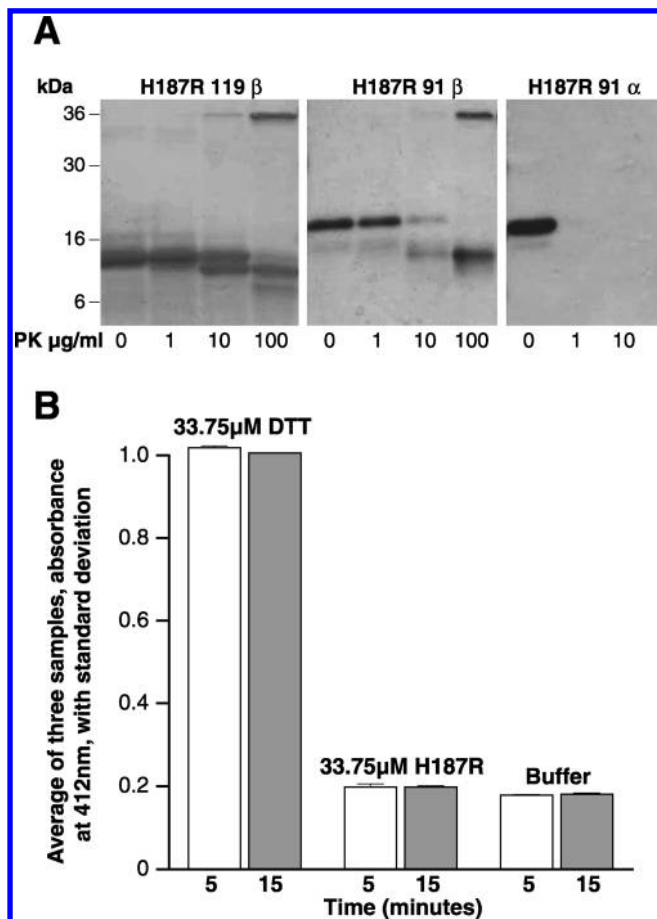 A
kDa
H187R 119 β
H187R 91 β
H187R 91 α
36
30
16
6
PK µg/ml
0 1 10 100
0 1 10 100
0 1 10
B
Average of three samples, absorbance
at 412nm, with standard deviation
1.0
0.8
0.6
0.4
0.2
0
33.75µM DTT
33.75µM H187R
Buffer
5 15 5 15 5 15
Time (minutes)